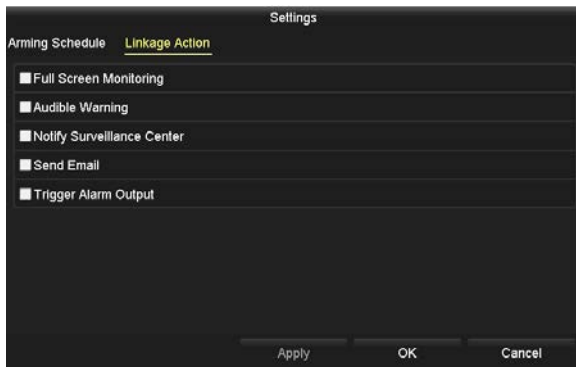 Settings
Arming Schedule Linkage Action
Full Screen Monitoring
Audible Warning
Notify Surveillance Center
Send Email
Trigger Alarm Output
Apply OK Cancel